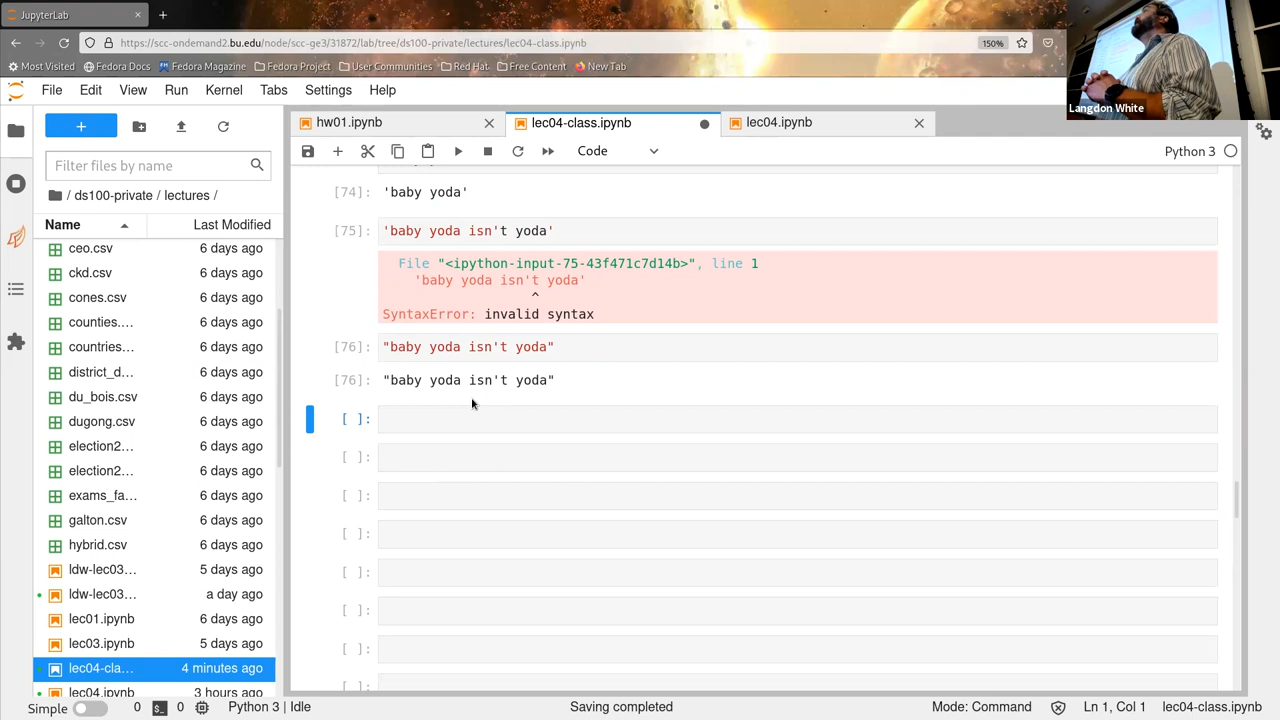 JupyterLab
https://scc-ondemand2.bu.edu/node/scc-ge3/31872/lab/tree/ds100-private/lectures/lec04-class.ipynb
150%
Most Visited
Fedora Docs
Fedora Magazine
Fedora Project
User Communities
Red Hat
Free Content
New Tab
Langdon White
File Edit View Run Kernel Tabs Settings Help
hw01.ipynb
lec04-class.ipynb
lec04.ipynb
Code
Python 3
Filter files by name
/ ds100-private / lectures /
Name Last Modified
ceo.csv 6 days ago
ckd.csv 6 days ago
cones.csv 6 days ago
counties.... 6 days ago
countries... 6 days ago
district_d... 6 days ago
du_bois.csv 6 days ago
dugong.csv 6 days ago
election2... 6 days ago
election2... 6 days ago
exams_fa... 6 days ago
galton.csv 6 days ago
hybrid.csv 6 days ago
ldw-lec03... 5 days ago
ldw-lec03... a day ago
lec01.ipynb 6 days ago
lec03.ipynb 5 days ago
lec04-cla... 4 minutes ago
lec04.ipynb 3 hours ago
[74]: 'baby yoda'
[75]: 'baby yoda isn't yoda'
File "<ipython-input-75-43f471c7d14b>", line 1
'baby yoda isn't yoda'
^
SyntaxError: invalid syntax
[76]: "baby yoda isn't yoda"
[76]: "baby yoda isn't yoda"
[ ]:
[ ]:
[ ]:
[ ]:
[ ]:
[ ]:
[ ]:
[ ]:
Simple 0 $_ 0 Python 3 | Idle Saving completed Mode: Command Ln 1, Col 1 lec04-class.ipynb